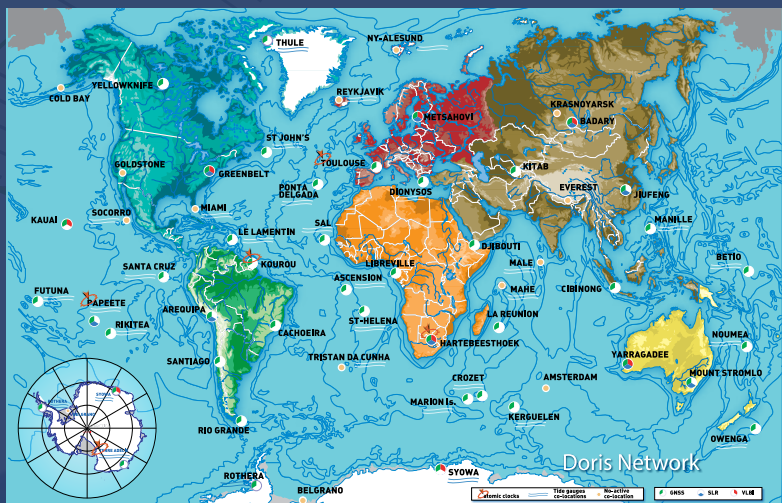 THULE
NY-ALESUND
YELLOWKNIFE
COLD BAY
REYKJAVIK
METSAHOVI
KRASNOYARSK
BADARY
ST JOHN'S
TOULOUSE
GOLDSTONE
GREENBELT
KITAB
PONTA
DELGADA
DIONYSOS
EVEREST
JIUFENG
MIAMI
SOCORRO
KAUAI
SAL
MANILLE
LE LAMENTIN
DJIBOUTI
SANTA CRUZ
KOUROU
LIBREVILLE
MALE
BETIO
ASCENSION
FUTUNA
PAPEETE
MAHE
CIBINONG
AREQUIPA
RIKITEA
ST-HELENA
LA REUNION
CACHOEIRA
HARTEBEESTHOEK
NOUMEA
SANTIAGO
TRISTAN DA CUNHA
YARRAGADEE
CROZET
MOUNT STROMLO
AMSTERDAM
MARION Is.
KERGUELEN
RIO GRANDE
OWENGA
SYOWA
ROTHERA
ROTHERA
SYOWA
BELGRANO
Doris Network
atomic clocks
Tide gauges
co-locations
No-active
co-location
GNSS
SLR
VLBI